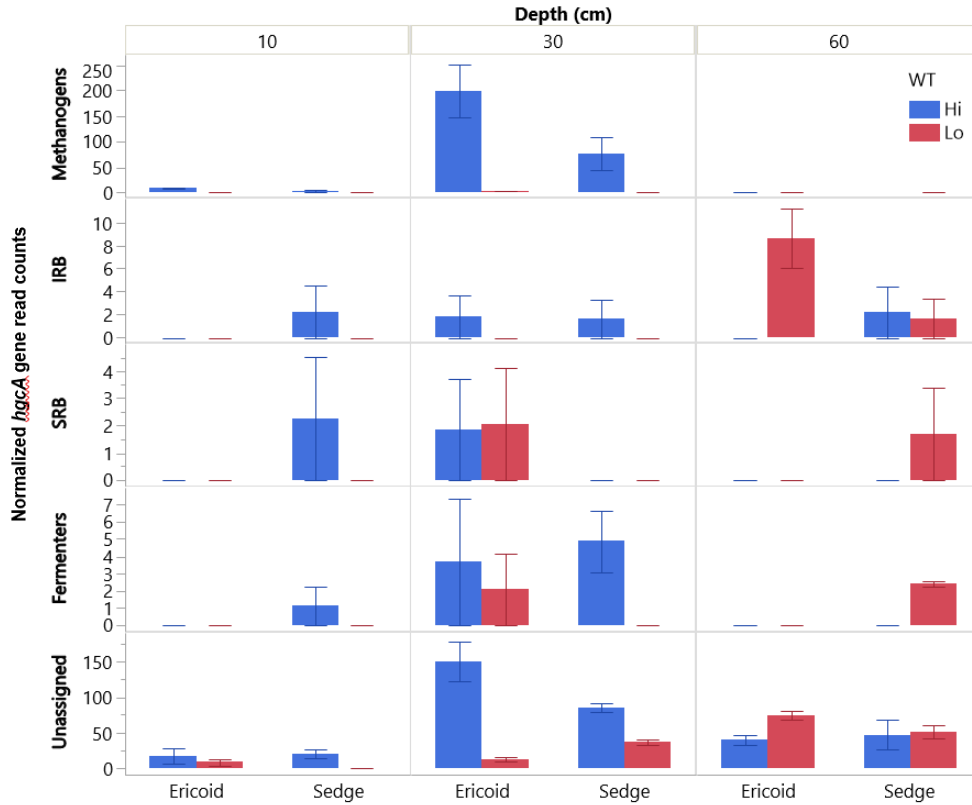 Depth (cm)
10 30 60
Normalized hgcA gene read counts
Methanogens
250
200
150
100
50
0
WT
Hi
Lo
IRB
10
8
6
4
2
0
SRB
4
3
2
1
0
Fermenters
7
6
5
4
3
2
1
0
Unassigned
150
100
50
0
Ericoid Sedge Ericoid Sedge Ericoid Sedge